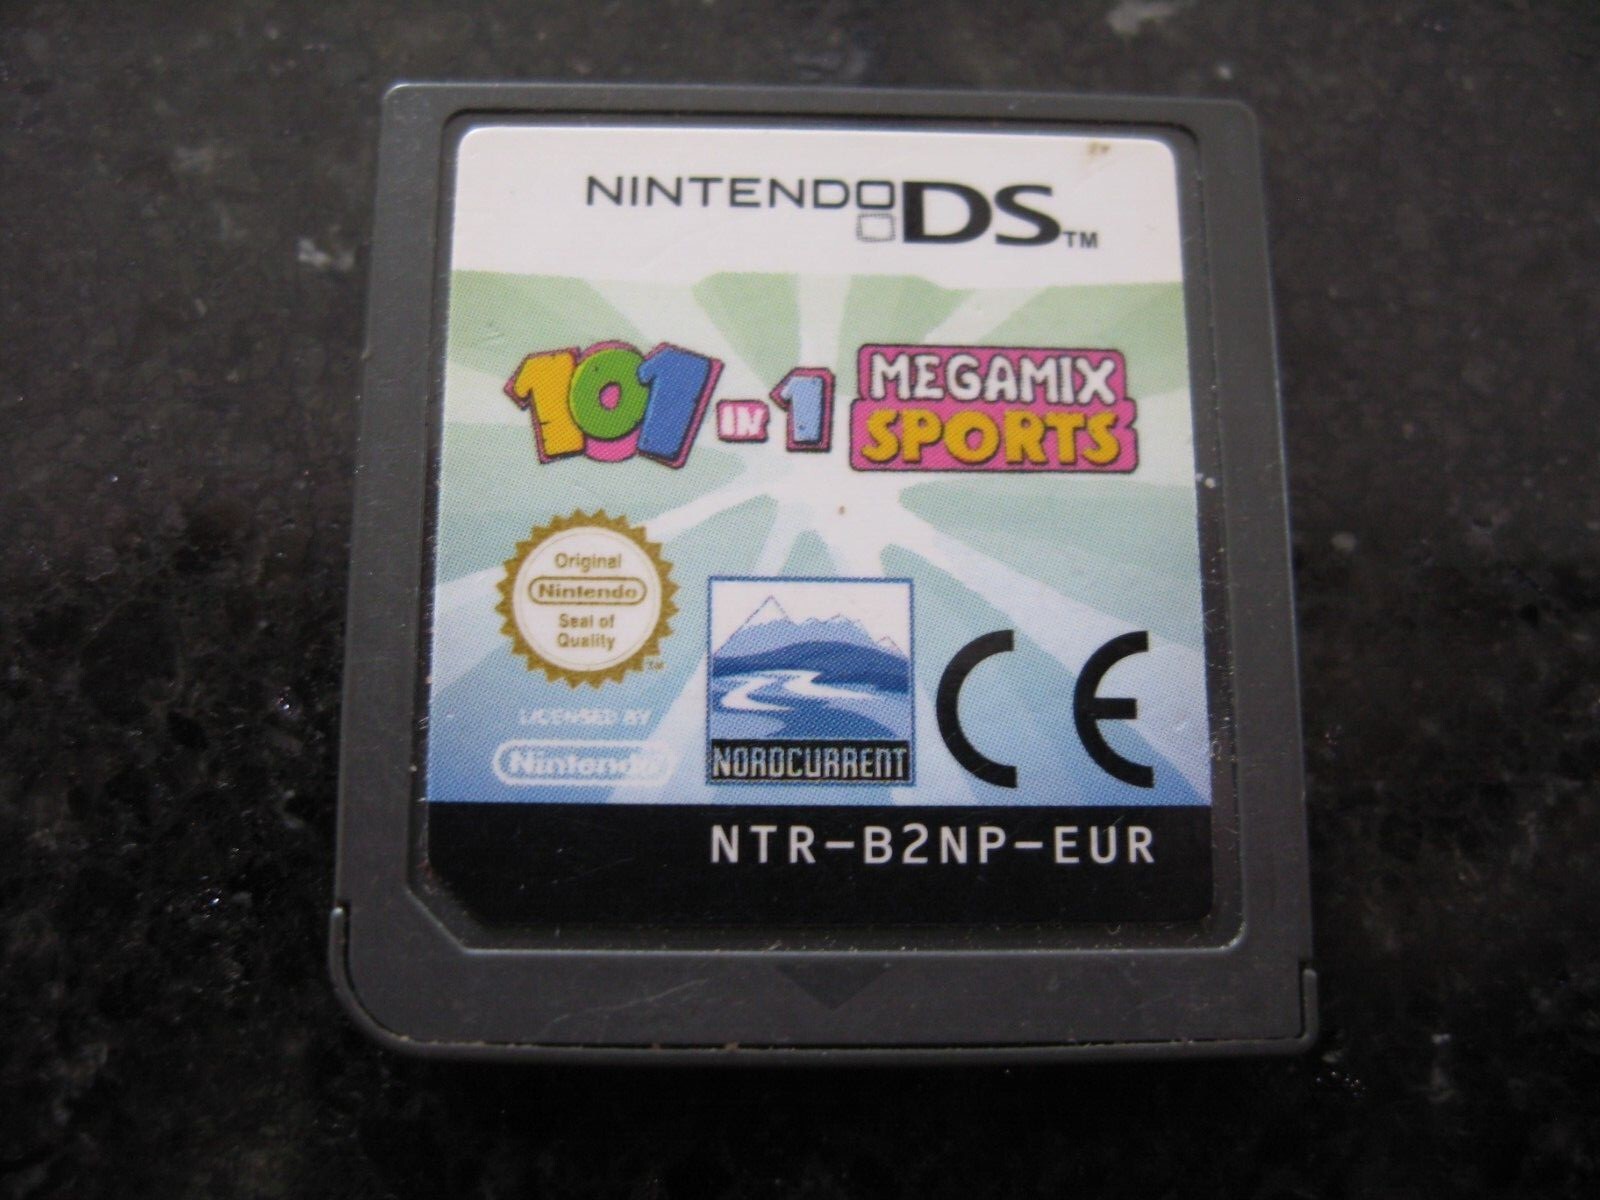 NINTENDO DS TM
101 IN 1 MEGAMIX
SPORTS
Original
Nintendo
Seal of
Quality
TM
LICENSED BY
Nintendo
NORDCURRENT
CE
NTR-B2NP-EUR